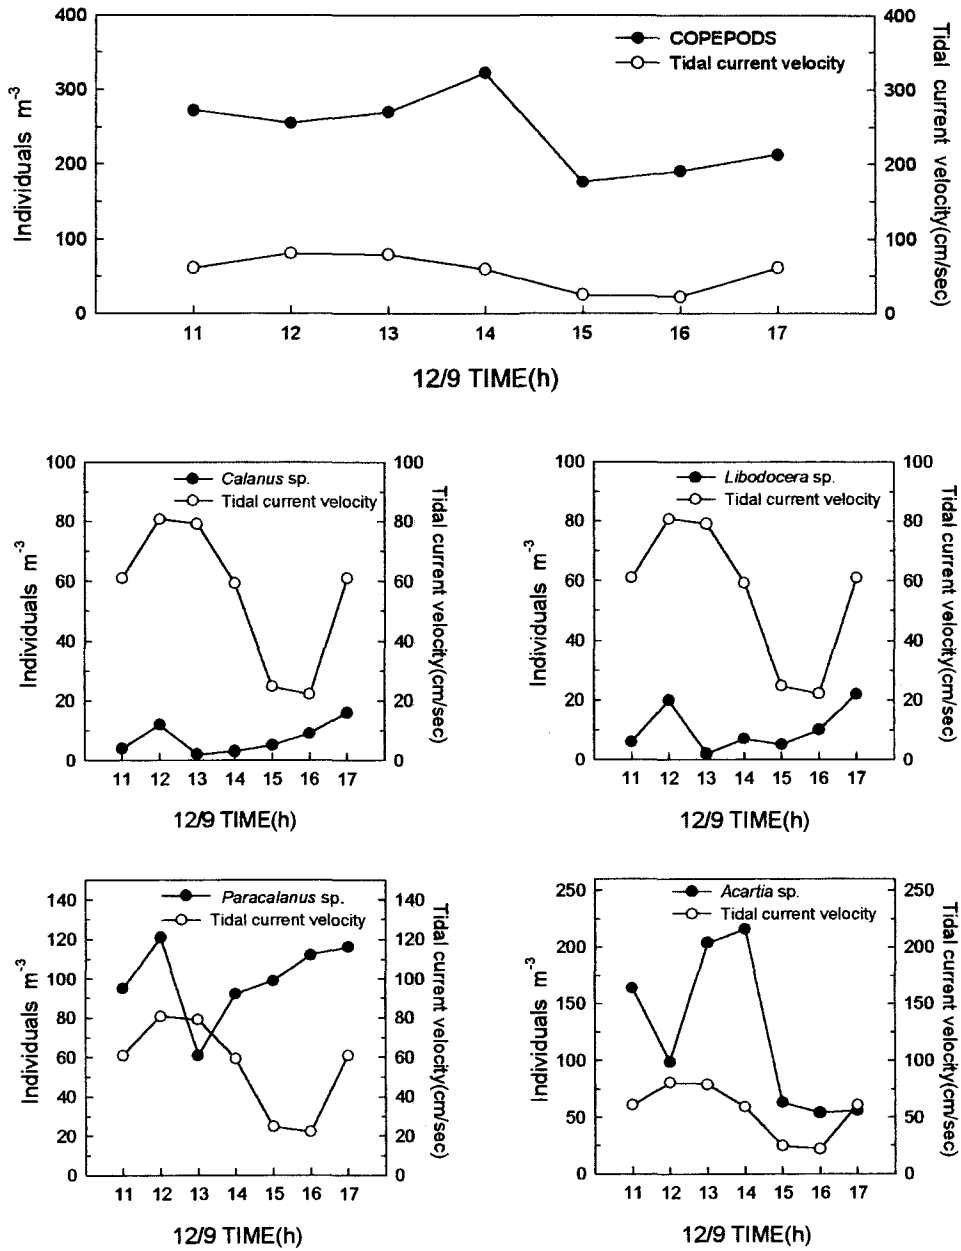 400
300
200
100
0
Individuals m-3
COPEPODS
Tidal current velocity
400
300
200
100
0
Tidal current velocity(cm/sec)
11 12 13 14 15 16 17
12/9 TIME(h)
100
80
60
40
20
0
Individuals m-3
Calanus sp.
Tidal current velocity
100
80
60
40
20
0
Tidal current velocity(cm/sec)
11 12 13 14 15 16 17
12/9 TIME(h)
100
80
60
40
20
0
Individuals m-3
Libodocera sp.
Tidal current velocity
100
80
60
40
20
0
Tidal current velocity(cm/sec)
11 12 13 14 15 16 17
12/9 TIME(h)
140
120
100
80
60
40
20
0
Individuals m-3
Paracalanus sp.
Tidal current velocity
140
120
100
80
60
40
20
0
Tidal current velocity(cm/sec)
11 12 13 14 15 16 17
12/9 TIME(h)
250
200
150
100
50
0
Individuals m-3
Acartia sp.
Tidal current velocity
250
200
150
100
50
0
Tidal current velocity(cm/sec)
11 12 13 14 15 16 17
12/9 TIME(h)